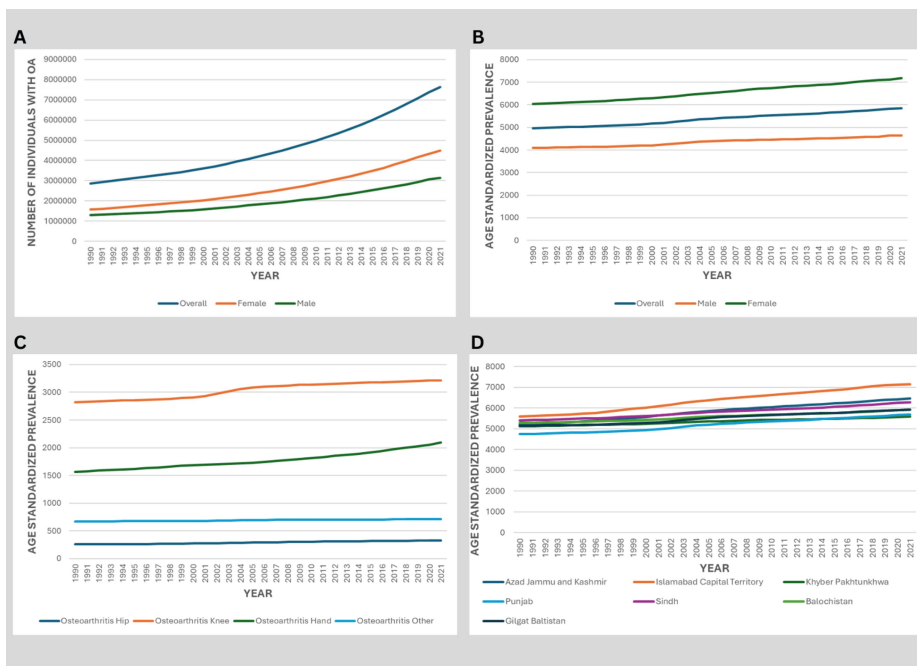 A
NUMBER OF INDIVIDUALS WITH OA
9000000
8000000
7000000
6000000
5000000
4000000
3000000
2000000
1000000
0
1990 1991 1992 1993 1994 1995 1996 1997 1998 1999 2000 2001 2002 2003 2004 2005 2006 2007 2008 2009 2010 2011 2012 2013 2014 2015 2016 2017 2018 2019 2020 2021
YEAR
Overall Female Male
B
AGE STANDARDIZED PREVALENCE
8000
7000
6000
5000
4000
3000
2000
1000
0
1990 1991 1992 1993 1994 1995 1996 1997 1998 1999 2000 2001 2002 2003 2004 2005 2006 2007 2008 2009 2010 2011 2012 2013 2014 2015 2016 2017 2018 2019 2020 2021
YEAR
Overall Male Female
C
AGE STANDARDIZED PREVALENCE
3500
3000
2500
2000
1500
1000
500
0
1990 1991 1992 1993 1994 1995 1996 1997 1998 1999 2000 2001 2002 2003 2004 2005 2006 2007 2008 2009 2010 2011 2012 2013 2014 2015 2016 2017 2018 2019 2020 2021
YEAR
Osteoarthritis Hip Osteoarthritis Knee Osteoarthritis Hand Osteoarthritis Other
D
AGE STANDARDIZED PREVALENCE
8000
7000
6000
5000
4000
3000
2000
1000
0
1990 1991 1992 1993 1994 1995 1996 1997 1998 1999 2000 2001 2002 2003 2004 2005 2006 2007 2008 2009 2010 2011 2012 2013 2014 2015 2016 2017 2018 2019 2020 2021
YEAR
Azad Jammu and Kashmir Islamabad Capital Territory Khyber Pakhtunkhwa
Punjab Sindh Balochistan
Gilgat Baltistan